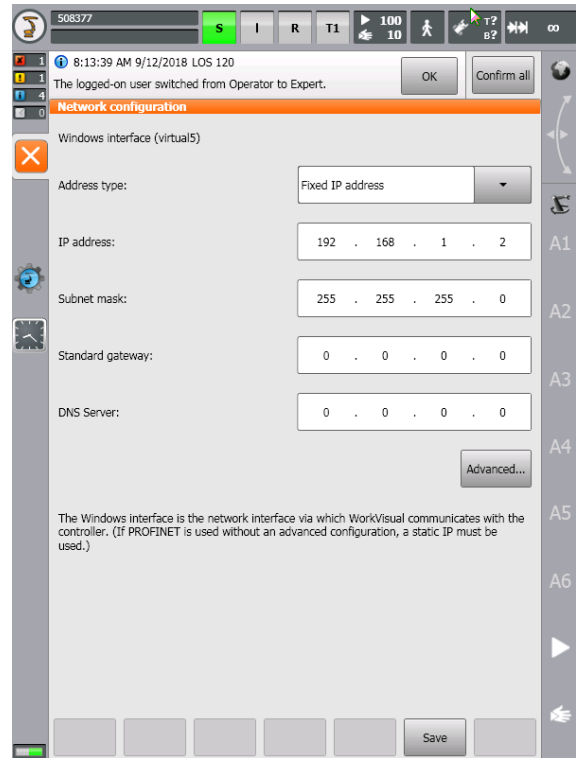 508377
S I R T1 100 10 T? B? ∞
1
1
4
0
8:13:39 AM 9/12/2018 LOS 120
The logged-on user switched from Operator to Expert.
OK
Confirm all
Network configuration
Windows interface (virtual5)
Address type: Fixed IP address
IP address: 192 . 168 . 1 . 2
Subnet mask: 255 . 255 . 255 . 0
Standard gateway: 0 . 0 . 0 . 0
DNS Server: 0 . 0 . 0 . 0
Advanced...
The Windows interface is the network interface via which WorkVisual communicates with the
controller. (If PROFINET is used without an advanced configuration, a static IP must be
used.)
Save
A1
A2
A3
A4
A5
A6